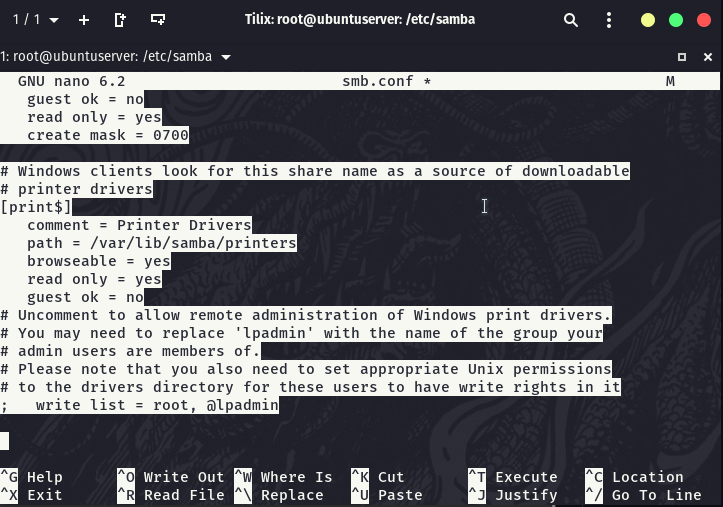 1 / 1
Tilix: root@ubuntuserver: /etc/samba
1: root@ubuntuserver: /etc/samba
GNU nano 6.2 smb.conf * M
guest ok = no
read only = yes
create mask = 0700
# Windows clients look for this share name as a source of downloadable
# printer drivers
[print$]
comment = Printer Drivers
path = /var/lib/samba/printers
browseable = yes
read only = yes
guest ok = no
# Uncomment to allow remote administration of Windows print drivers.
# You may need to replace 'lpadmin' with the name of the group your
# admin users are members of.
# Please note that you also need to set appropriate Unix permissions
# to the drivers directory for these users to have write rights in it
;   write list = root, @lpadmin
^G Help ^O Write Out ^W Where Is ^K Cut ^T Execute ^C Location
^X Exit ^R Read File ^\ Replace ^U Paste ^J Justify ^/ Go To Line